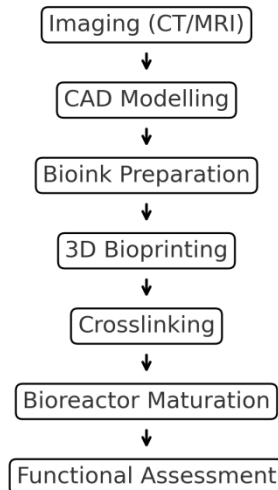 Imaging (CT/MRI)
CAD Modelling
Bioink Preparation
3D Bioprinting
Crosslinking
Bioreactor Maturation
Functional Assessment